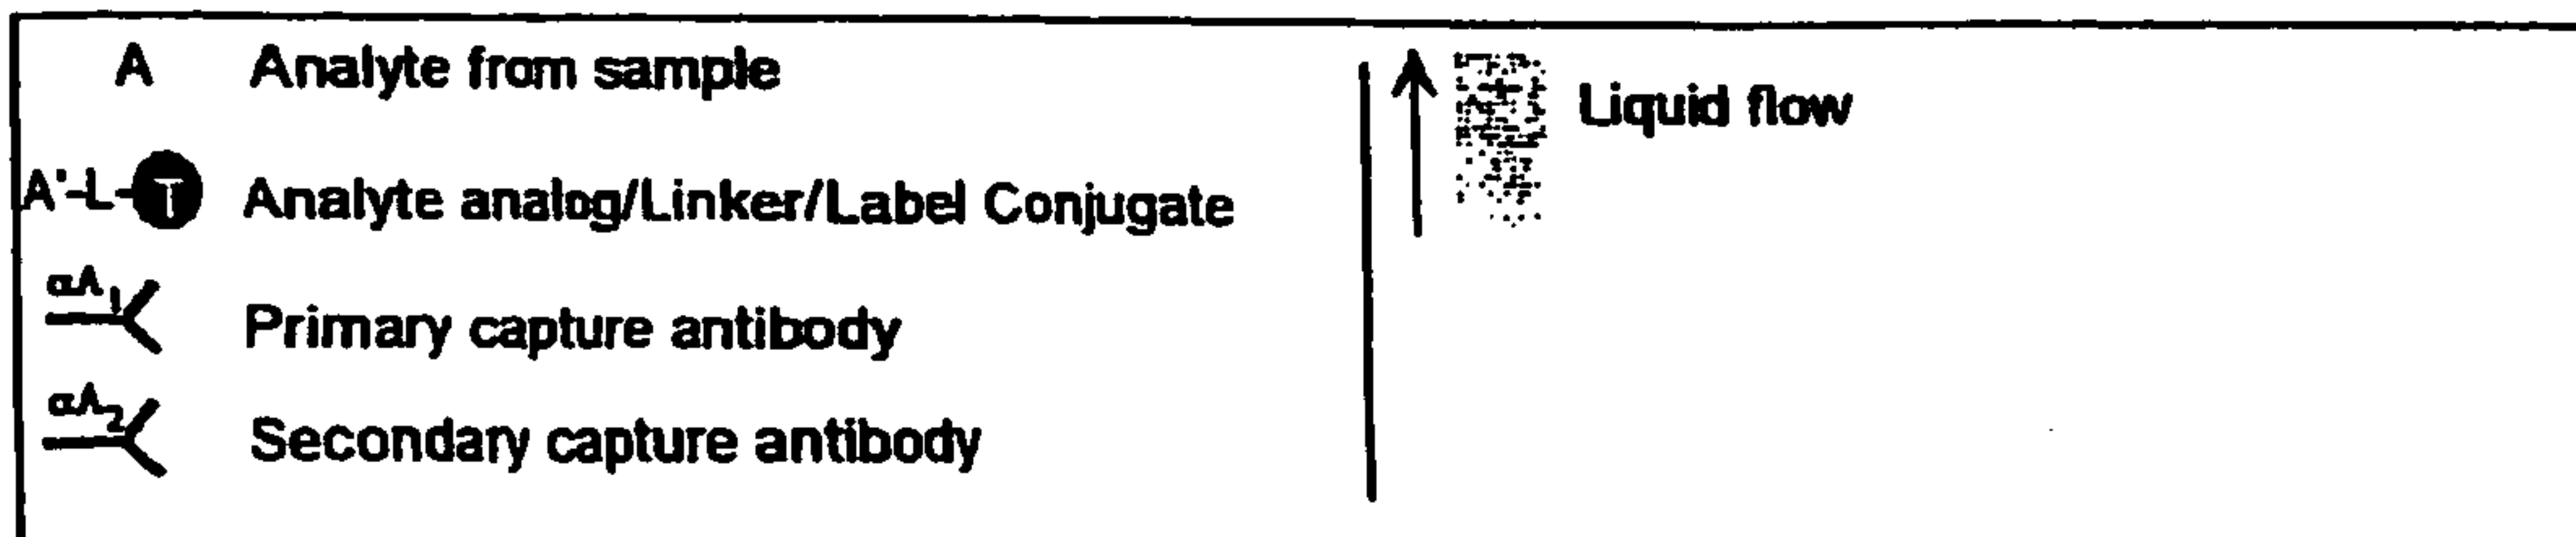 A Analyte from sample
A'-L-T Analyte analog/Linker/Label Conjugate
αA1 Primary capture antibody
αA2 Secondary capture antibody
Liquid flow